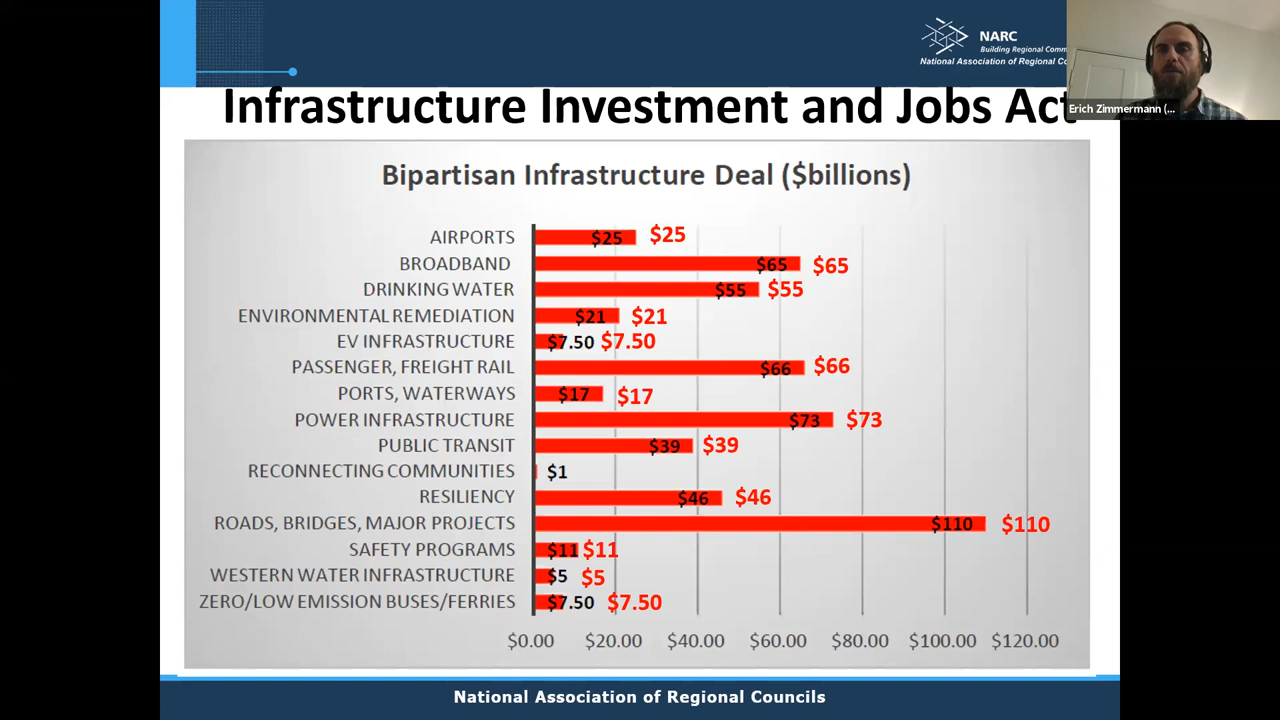 NARC
Building Regional Comm
National Association of Regional Co
Erich Zimmermann (...
Infrastructure Investment and Jobs Act
Bipartisan Infrastructure Deal ($billions)
AIRPORTS $25 $25
BROADBAND $65 $65
DRINKING WATER $55 $55
ENVIRONMENTAL REMEDIATION $21 $21
EV INFRASTRUCTURE $7.50 $7.50
PASSENGER, FREIGHT RAIL $66 $66
PORTS, WATERWAYS $17 $17
POWER INFRASTRUCTURE $73 $73
PUBLIC TRANSIT $39 $39
RECONNECTING COMMUNITIES $1
RESILIENCY $46 $46
ROADS, BRIDGES, MAJOR PROJECTS $110 $110
SAFETY PROGRAMS $11 $11
WESTERN WATER INFRASTRUCTURE $5 $5
ZERO/LOW EMISSION BUSES/FERRIES $7.50 $7.50
$0.00 $20.00 $40.00 $60.00 $80.00 $100.00 $120.00
National Association of Regional Councils